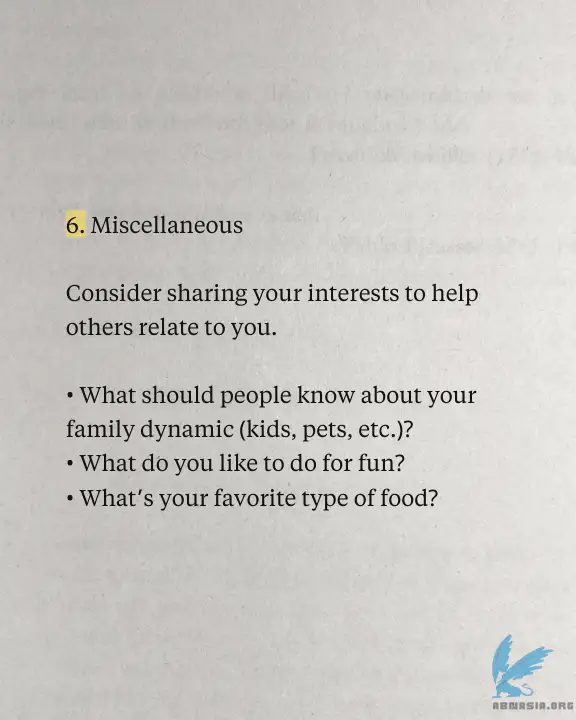 6. Miscellaneous
Consider sharing your interests to help
others relate to you.
• What should people know about your
family dynamic (kids, pets, etc.)?
• What do you like to do for fun?
• What's your favorite type of food?
ABMASIA.ORG